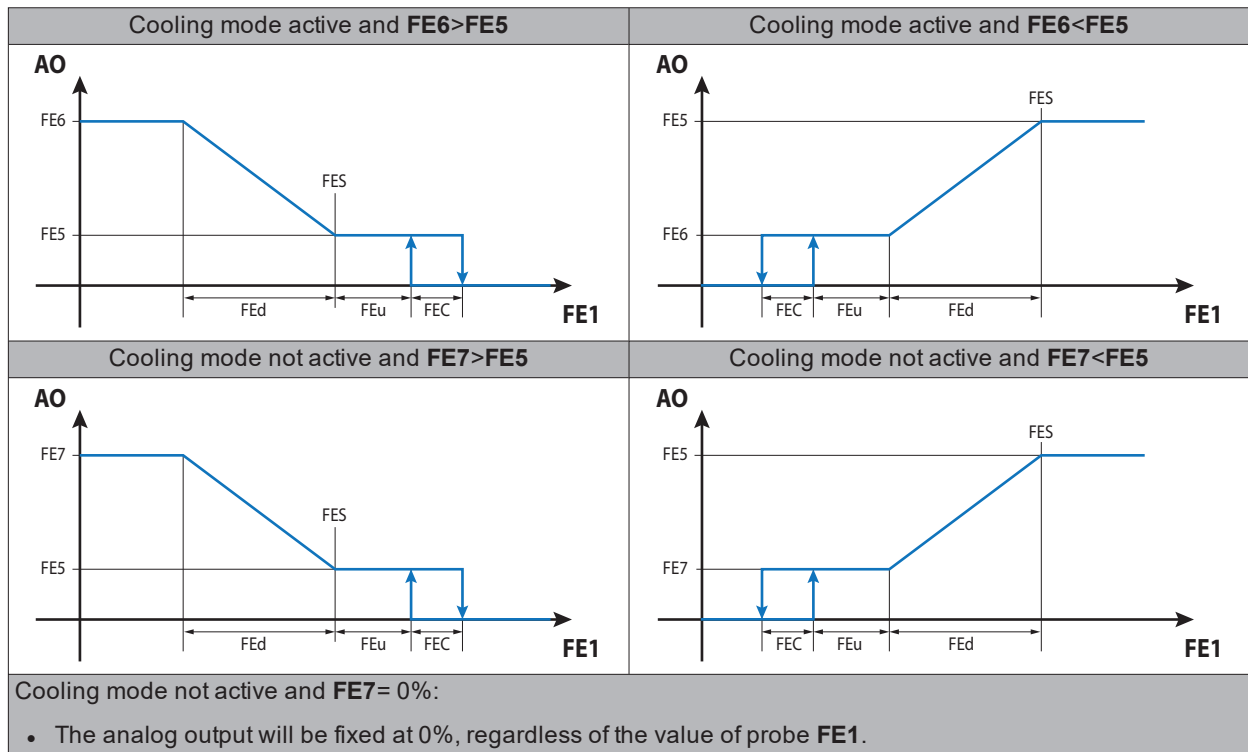 Cooling mode active and FE6>FE5
Cooling mode active and FE6<FE5
AO
FE6
FES
FE5
FEd
FEu
FEC
FE1
AO
FES
FE5
FE6
FEC
FEu
FEd
FE1
Cooling mode not active and FE7>FE5
Cooling mode not active and FE7<FE5
AO
FE7
FES
FE5
FEd
FEu
FEC
FE1
AO
FES
FE5
FE7
FEC
FEu
FEd
FE1
Cooling mode not active and FE7= 0%:
• The analog output will be fixed at 0%, regardless of the value of probe FE1.